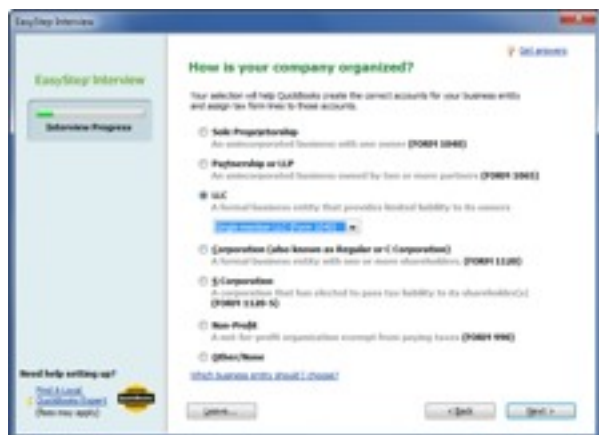 EasyStep Interview
Get answers
How is your company organized?
EasyStep Interview
Your selection will help QuickBooks create the correct accounts for your business entity
and assign tax form lines to those accounts.
Interview Progress
Sole Proprietorship
An unincorporated business with one owner (FORM 1040)
Partnership or LLP
An unincorporated business owned by two or more partners (FORM 1065)
LLC
A formal business entity that provides limited liability to its owners
Single-member LLC (Form 1040)
Corporation (also known as Regular or C Corporation)
A formal business entity with one or more shareholders. (FORM 1120)
S Corporation
A corporation that has elected to pass tax liability to its shareholder(s)
(FORM 1120-S)
Non-Profit
A not-for-profit organization exempt from paying taxes (FORM 990)
Other/None
Need help setting up?
Which business entity should I choose?
Find A Local
QuickBooks Expert
(Fees may apply)
Leave...
< Back
Next >